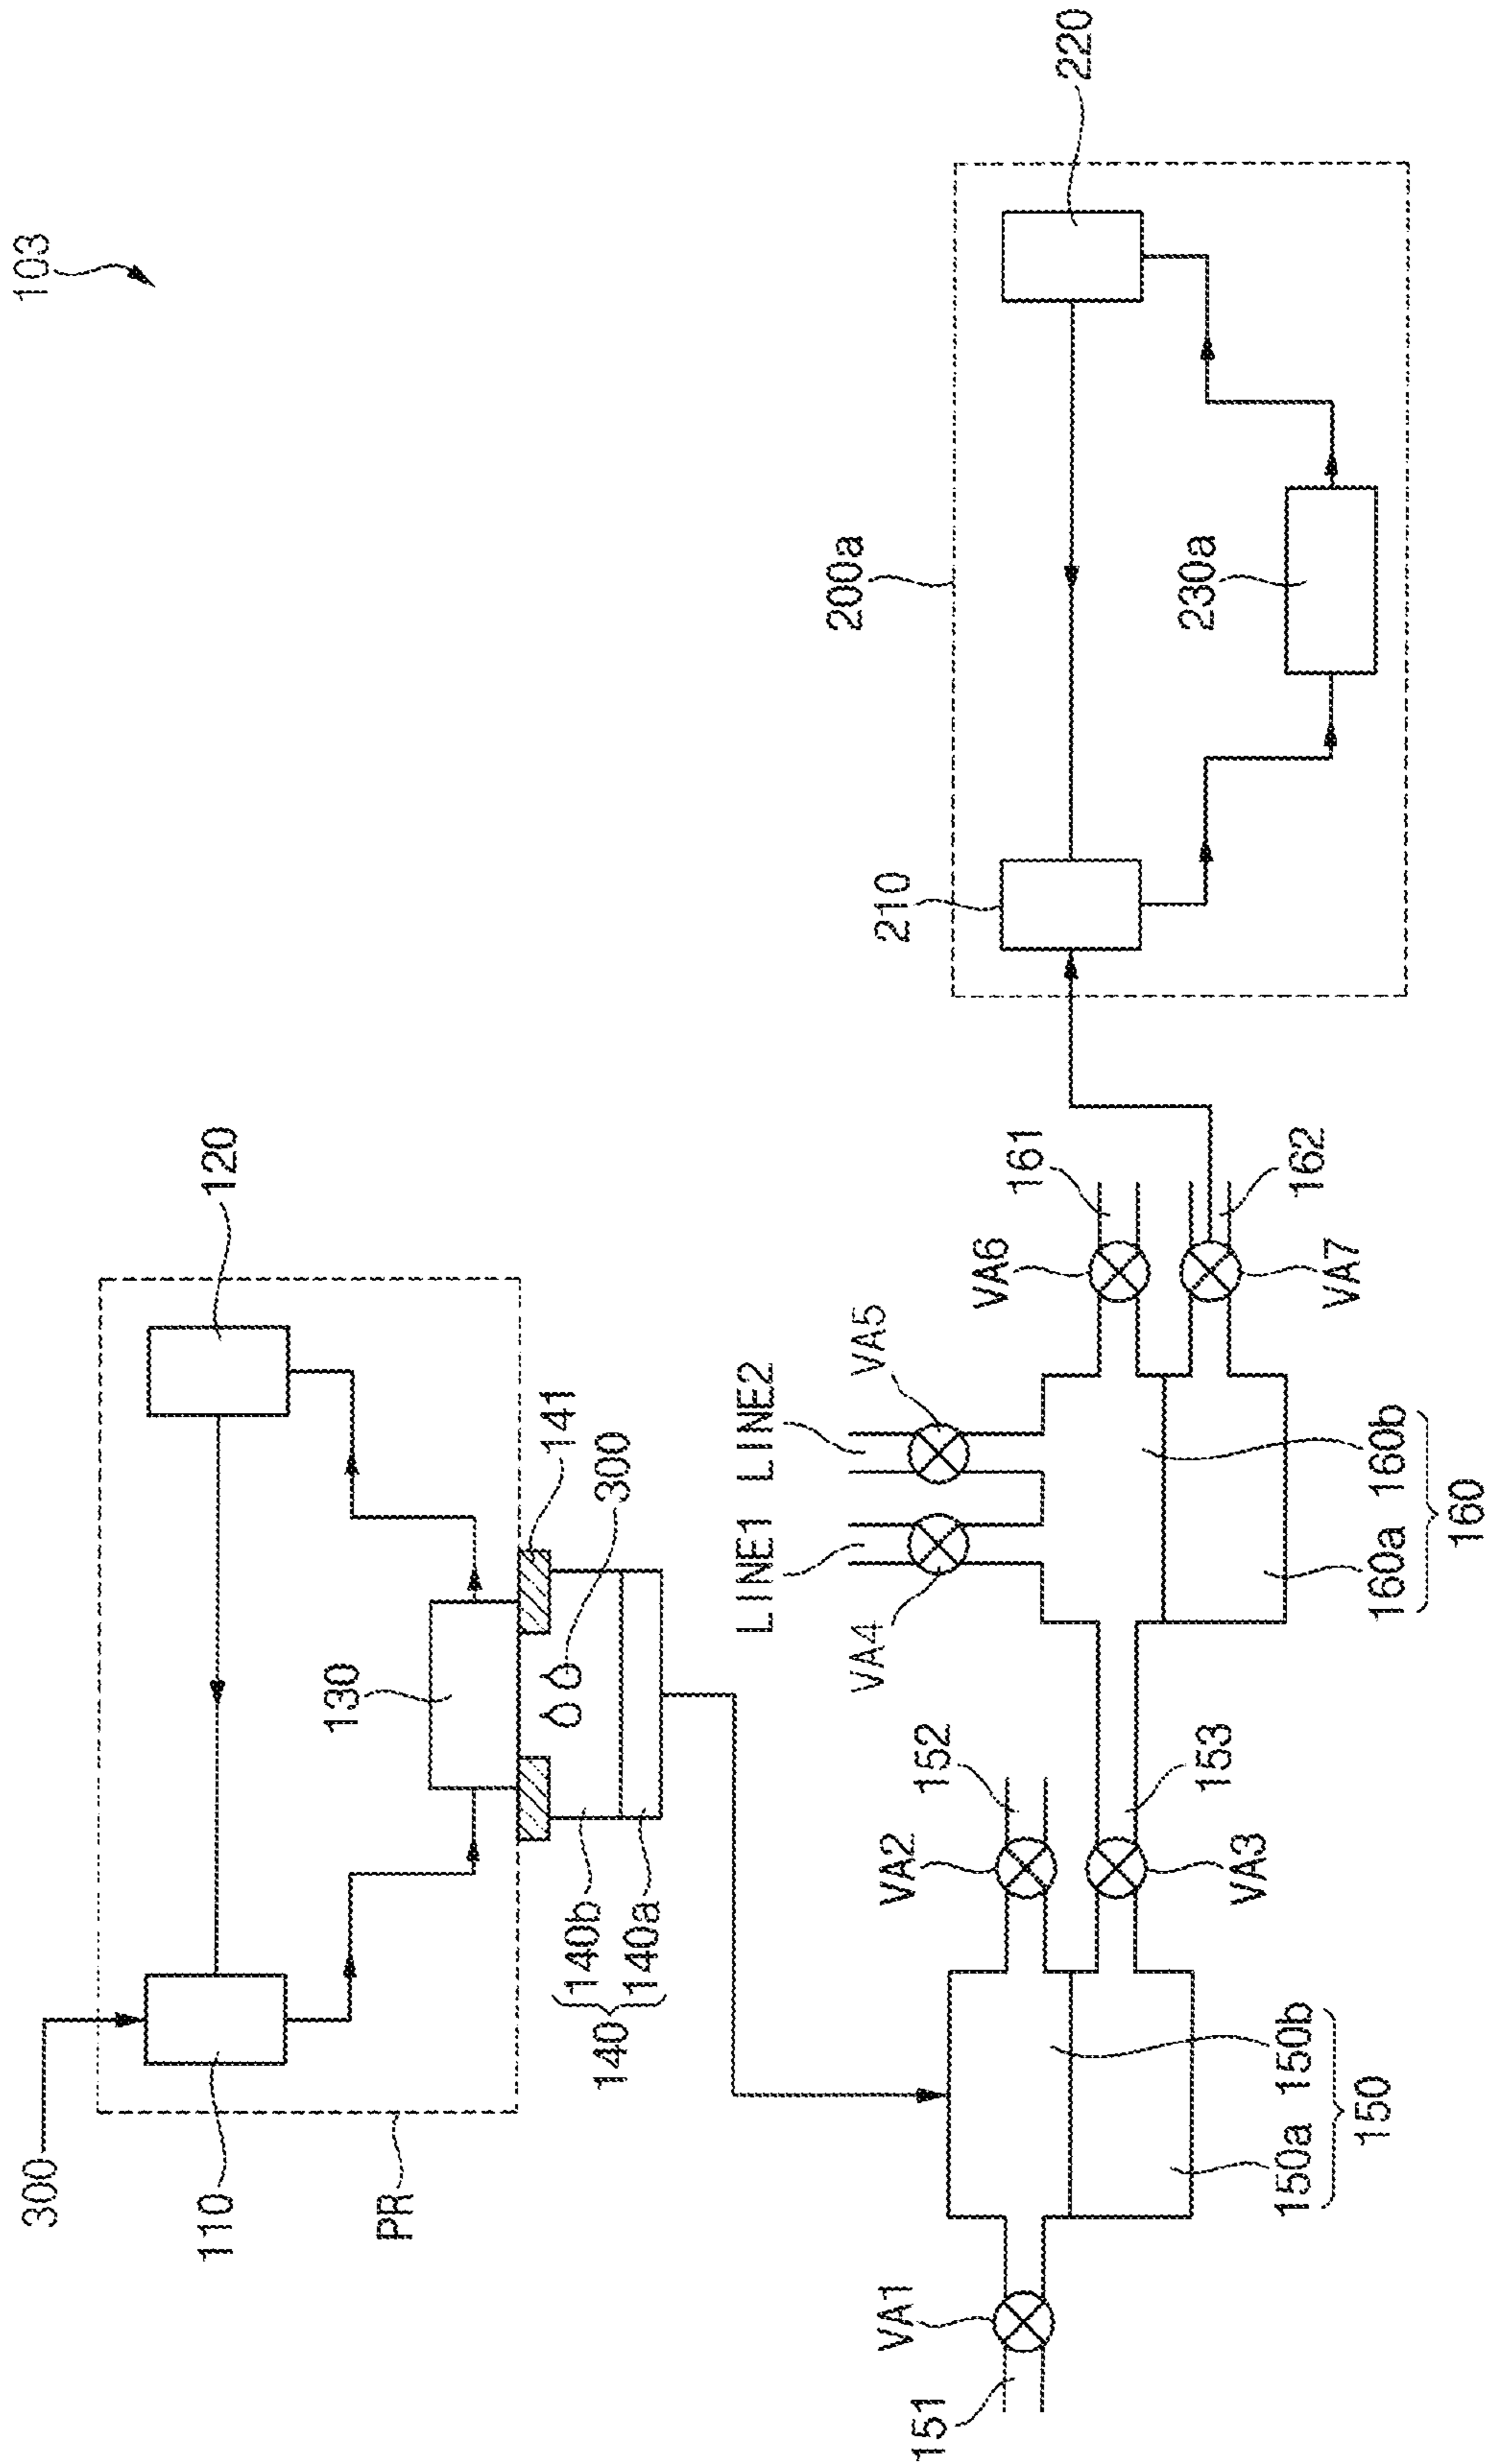 103
300
110
120
PR
130
141
300
140b
140
140a
151
VA1
VA2
152
VA3
153
150a 150b
150
LINE1 LINE2
VA4
VA5
VA6
161
VA7
162
160a 160b
160
200a
210
220
230a